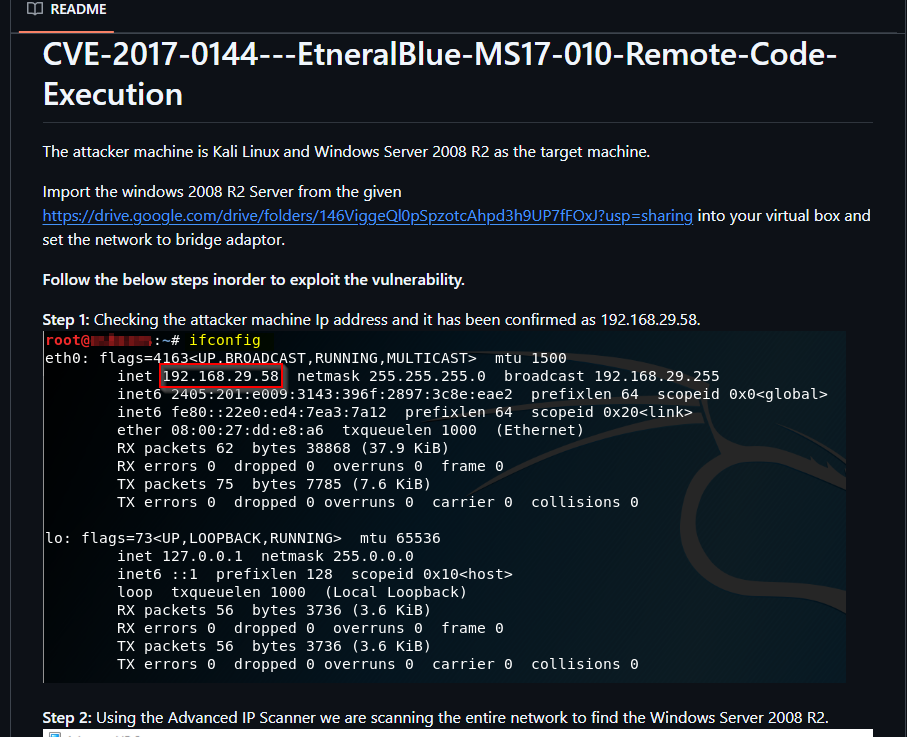 README
CVE-2017-0144---EtneralBlue-MS17-010-Remote-Code-
Execution
The attacker machine is Kali Linux and Windows Server 2008 R2 as the target machine.
Import the windows 2008 R2 Server from the given
https://drive.google.com/drive/folders/146ViggeQl0pSpzotcAhpd3h9UP7fFOxJ?usp=sharing into your virtual box and
set the network to bridge adaptor.
Follow the below steps inorder to exploit the vulnerability.
Step 1: Checking the attacker machine Ip address and it has been confirmed as 192.168.29.58.
root@ :~# ifconfig
eth0: flags=4163<UP,BROADCAST,RUNNING,MULTICAST> mtu 1500
inet 192.168.29.58 netmask 255.255.255.0 broadcast 192.168.29.255
inet6 2405:201:e009:3143:396f:2897:3c8e:eae2 prefixlen 64 scopeid 0x0<global>
inet6 fe80::22e0:ed4:7ea3:7a12 prefixlen 64 scopeid 0x20<link>
ether 08:00:27:dd:e8:a6 txqueuelen 1000 (Ethernet)
RX packets 62 bytes 38868 (37.9 KiB)
RX errors 0 dropped 0 overruns 0 frame 0
TX packets 75 bytes 7785 (7.6 KiB)
TX errors 0 dropped 0 overruns 0 carrier 0 collisions 0
lo: flags=73<UP,LOOPBACK,RUNNING> mtu 65536
inet 127.0.0.1 netmask 255.0.0.0
inet6 ::1 prefixlen 128 scopeid 0x10<host>
loop txqueuelen 1000 (Local Loopback)
RX packets 56 bytes 3736 (3.6 KiB)
RX errors 0 dropped 0 overruns 0 frame 0
TX packets 56 bytes 3736 (3.6 KiB)
TX errors 0 dropped 0 overruns 0 carrier 0 collisions 0
Step 2: Using the Advanced IP Scanner we are scanning the entire network to find the Windows Server 2008 R2.